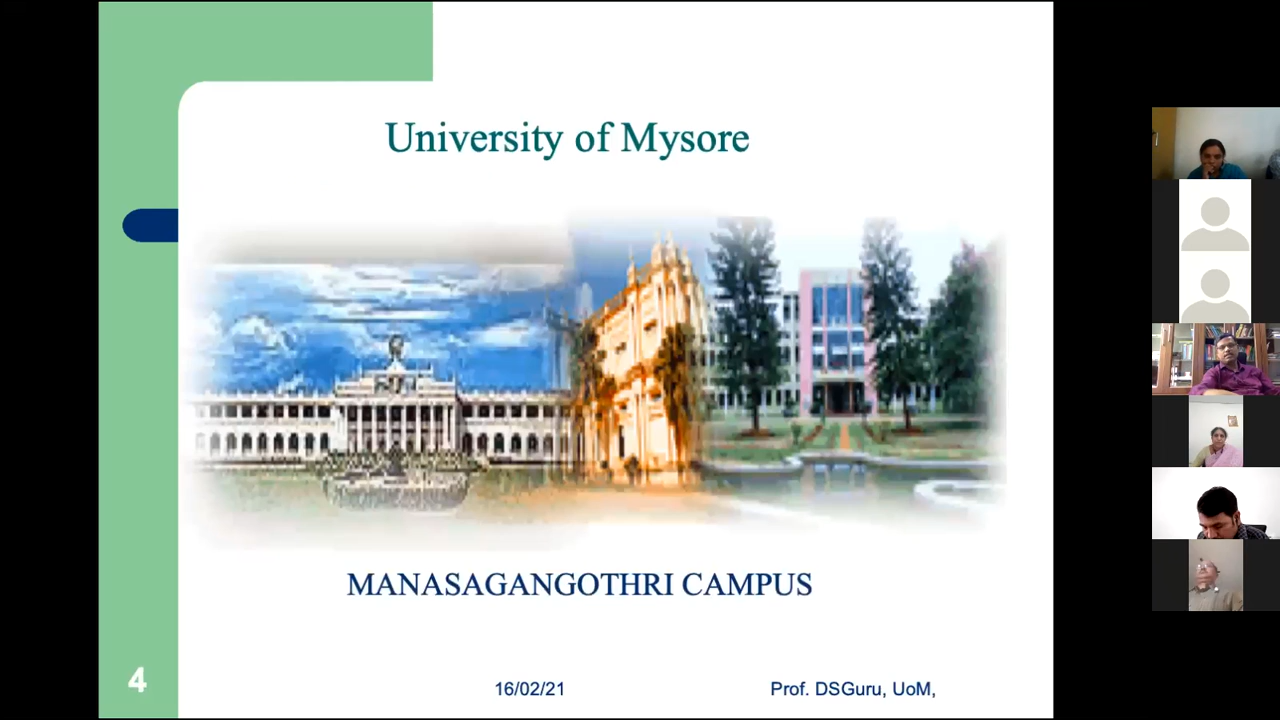 University of Mysore
MANASAGANGOTHRI CAMPUS
4
16/02/21
Prof. DSGuru, UoM,